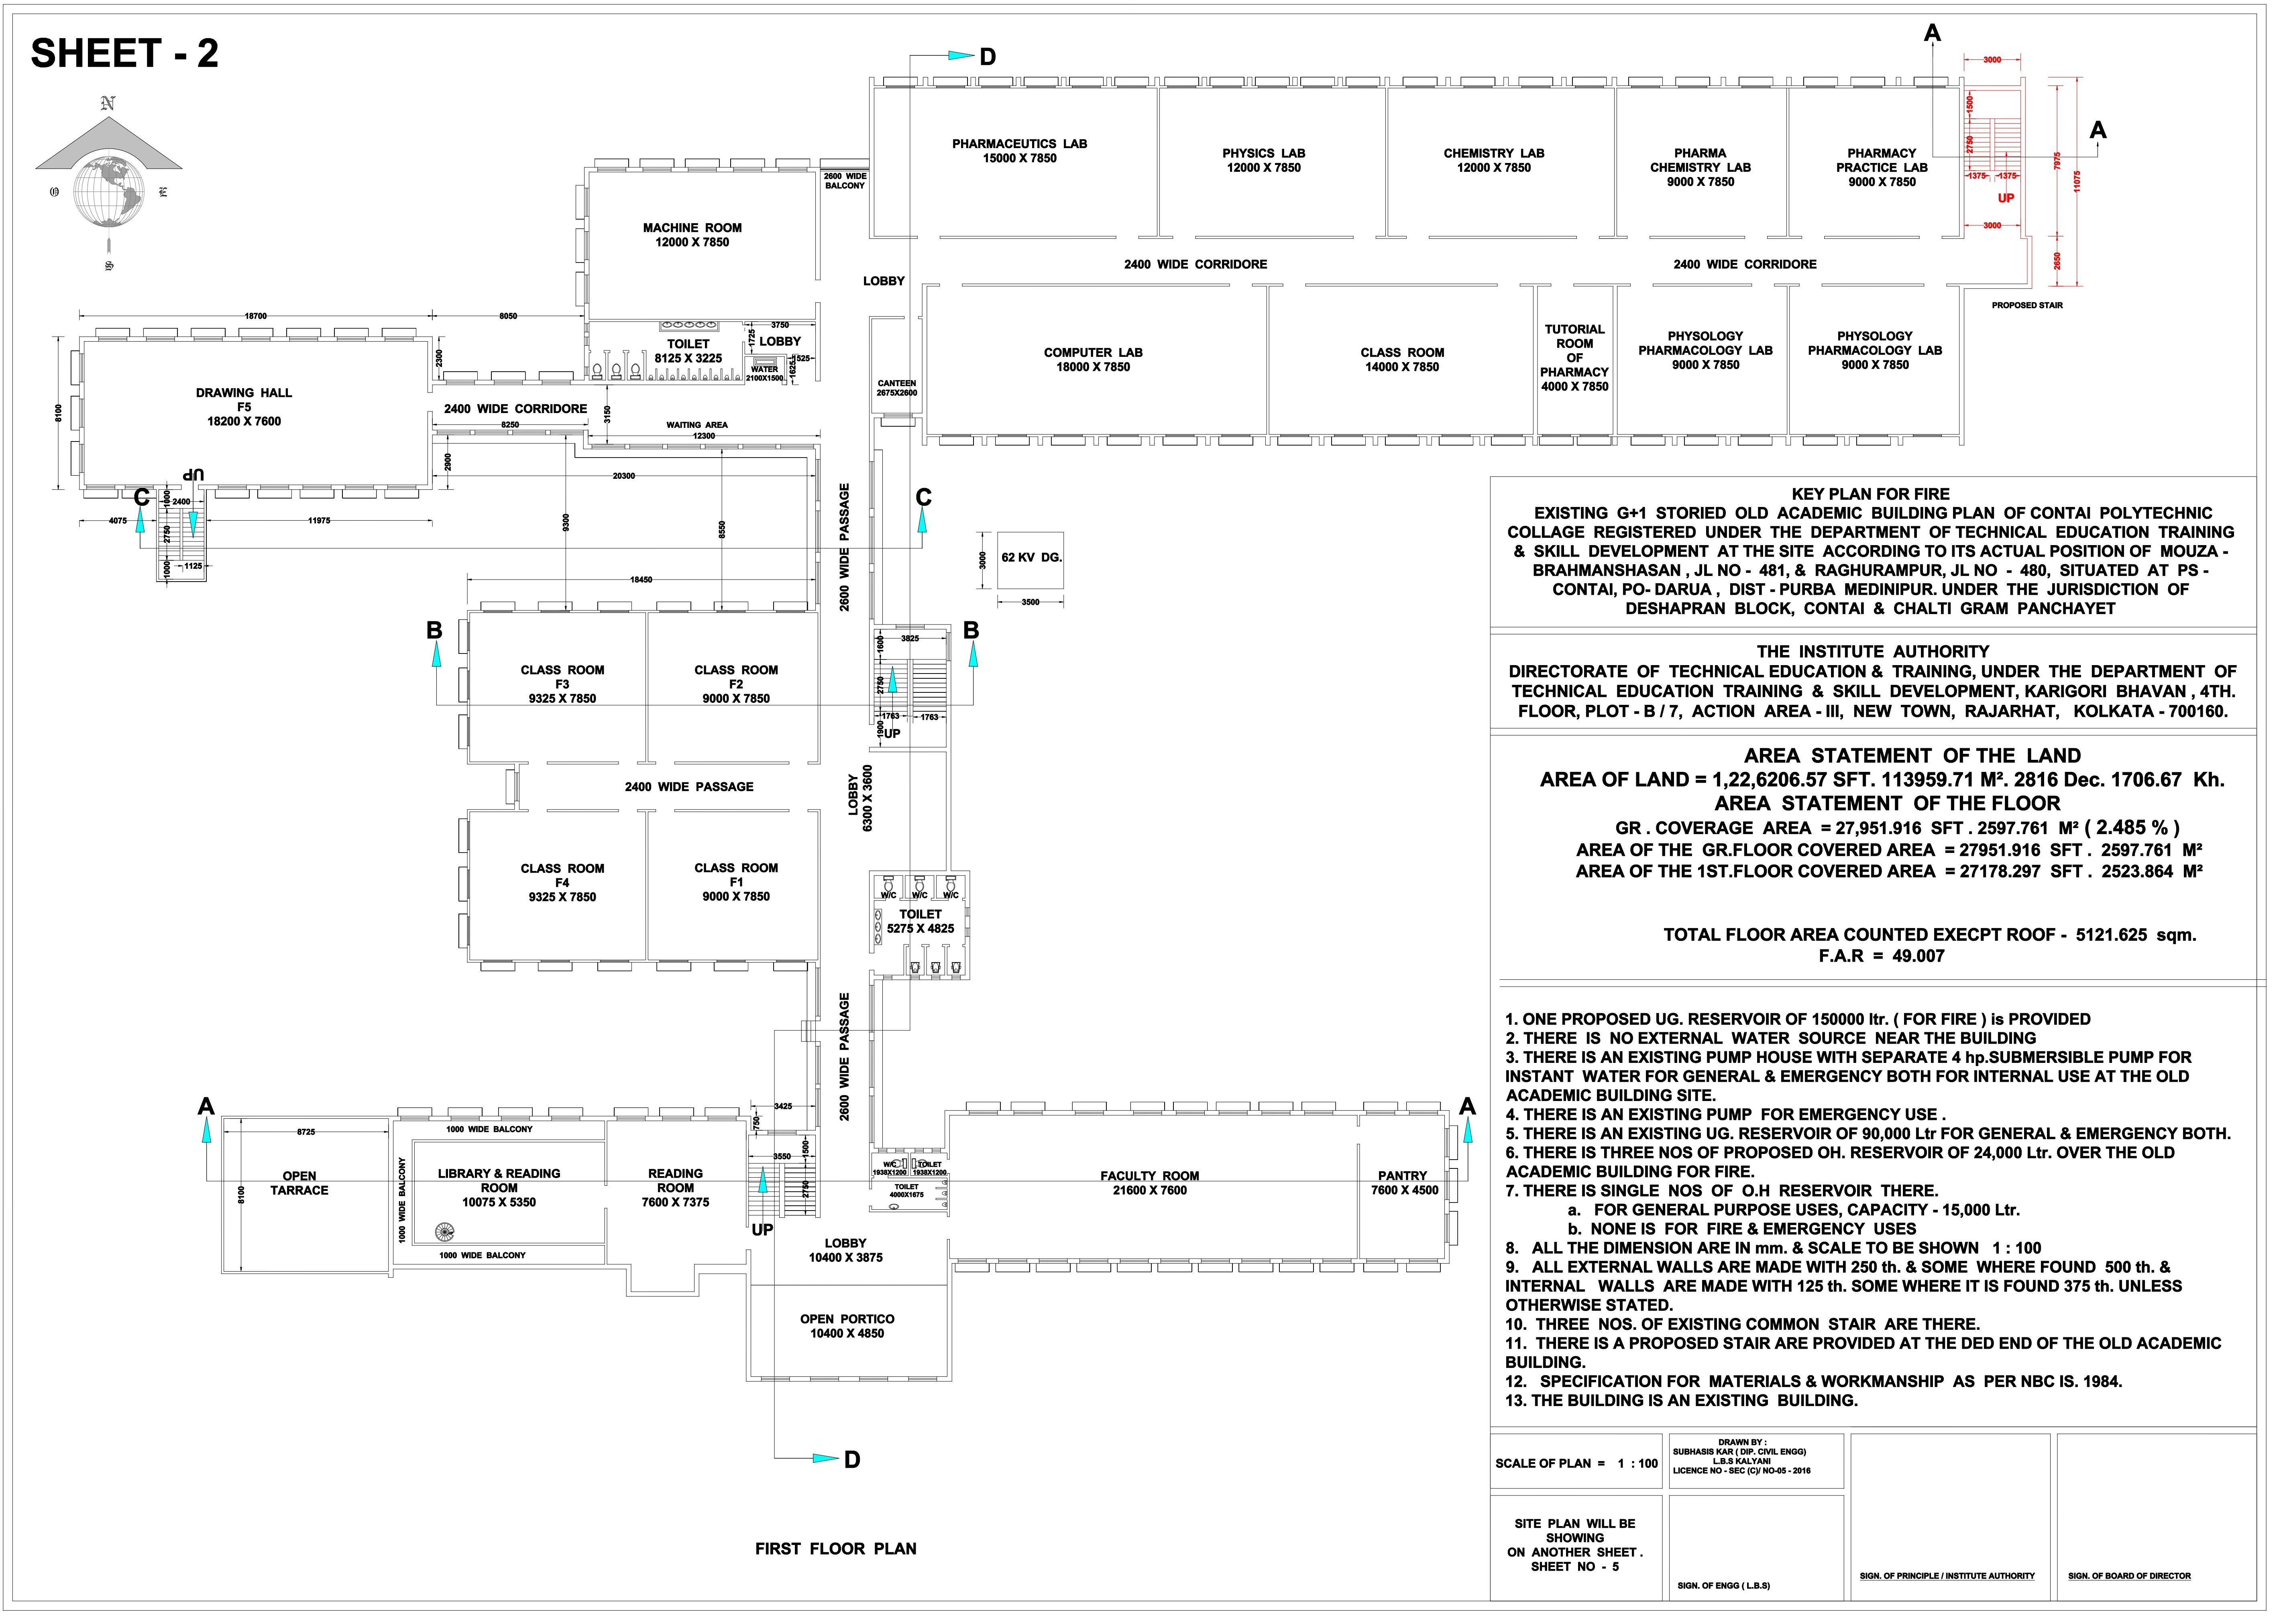 SHEET - 2
N
O
E
S
D
A
3000
1500
2750
1375
1375
UP
3000
7975
11075
2650
A
PROPOSED STAIR
PHARMACEUTICS LAB
15000 X 7850
PHYSICS LAB
12000 X 7850
CHEMISTRY LAB
12000 X 7850
PHARMA
CHEMISTRY LAB
9000 X 7850
PHARMACY
PRACTICE LAB
9000 X 7850
2600 WIDE
BALCONY
MACHINE ROOM
12000 X 7850
2400 WIDE CORRIDORE
2400 WIDE CORRIDORE
LOBBY
18700
8050
3750
1725
TOILET
8125 X 3225
LOBBY
1525
1625
WATER
2100X1500
2300
COMPUTER LAB
18000 X 7850
CLASS ROOM
14000 X 7850
TUTORIAL
ROOM
OF
PHARMACY
4000 X 7850
PHYSOLOGY
PHARMACOLOGY LAB
9000 X 7850
PHYSOLOGY
PHARMACOLOGY LAB
9000 X 7850
CANTEEN
2675X2600
DRAWING HALL
F5
18200 X 7600
8100
2400 WIDE CORRIDORE
8250
3150
WAITING AREA
12300
2900
20300
UP
C
1000
2400
2750
1000
1125
4075
11975
9300
8550
2600 WIDE PASSAGE
C
3000
62 KV DG.
3500
18450
B
B
3825
1600
2750
1763
1763
1900
UP
CLASS ROOM
F3
9325 X 7850
CLASS ROOM
F2
9000 X 7850
2400 WIDE PASSAGE
LOBBY
6300 X 3600
CLASS ROOM
F4
9325 X 7850
CLASS ROOM
F1
9000 X 7850
W/C
W/C
W/C
TOILET
5275 X 4825
2600 WIDE PASSAGE
A
A
8725
8100
OPEN
TARRACE
1000 WIDE BALCONY
1000 WIDE BALCONY
LIBRARY & READING
ROOM
10075 X 5350
1000 WIDE BALCONY
READING
ROOM
7600 X 7375
3425
750
3550
1500
2750
UP
W/C
1938X1200
TOILET
1938X1200
TOILET
4000X1675
LOBBY
10400 X 3875
FACULTY ROOM
21600 X 7600
PANTRY
7600 X 4500
OPEN PORTICO
10400 X 4850
D
FIRST FLOOR PLAN
KEY PLAN FOR FIRE
EXISTING G+1 STORIED OLD ACADEMIC BUILDING PLAN OF CONTAI POLYTECHNIC
COLLAGE REGISTERED UNDER THE DEPARTMENT OF TECHNICAL EDUCATION TRAINING
& SKILL DEVELOPMENT AT THE SITE ACCORDING TO ITS ACTUAL POSITION OF MOUZA -
BRAHMANSHASAN , JL NO - 481, & RAGHURAMPUR, JL NO - 480, SITUATED AT PS -
CONTAI, PO- DARUA , DIST - PURBA MEDINIPUR. UNDER THE JURISDICTION OF
DESHAPRAN BLOCK, CONTAI & CHALTI GRAM PANCHAYET
THE INSTITUTE AUTHORITY
DIRECTORATE OF TECHNICAL EDUCATION & TRAINING, UNDER THE DEPARTMENT OF
TECHNICAL EDUCATION TRAINING & SKILL DEVELOPMENT, KARIGORI BHAVAN , 4TH.
FLOOR, PLOT - B / 7, ACTION AREA - III, NEW TOWN, RAJARHAT, KOLKATA - 700160.
AREA STATEMENT OF THE LAND
AREA OF LAND = 1,22,6206.57 SFT. 113959.71 M². 2816 Dec. 1706.67 Kh.
AREA STATEMENT OF THE FLOOR
GR . COVERAGE AREA = 27,951.916 SFT . 2597.761 M² ( 2.485 % )
AREA OF THE GR.FLOOR COVERED AREA = 27951.916 SFT . 2597.761 M²
AREA OF THE 1ST.FLOOR COVERED AREA = 27178.297 SFT . 2523.864 M²
TOTAL FLOOR AREA COUNTED EXECPT ROOF - 5121.625 sqm.
F.A.R = 49.007
1. ONE PROPOSED UG. RESERVOIR OF 150000 ltr. ( FOR FIRE ) is PROVIDED
2. THERE IS NO EXTERNAL WATER SOURCE NEAR THE BUILDING
3. THERE IS AN EXISTING PUMP HOUSE WITH SEPARATE 4 hp.SUBMERSIBLE PUMP FOR
INSTANT WATER FOR GENERAL & EMERGENCY BOTH FOR INTERNAL USE AT THE OLD
ACADEMIC BUILDING SITE.
4. THERE IS AN EXISTING PUMP FOR EMERGENCY USE .
5. THERE IS AN EXISTING UG. RESERVOIR OF 90,000 Ltr FOR GENERAL & EMERGENCY BOTH.
6. THERE IS THREE NOS OF PROPOSED OH. RESERVOIR OF 24,000 Ltr. OVER THE OLD
ACADEMIC BUILDING FOR FIRE.
7. THERE IS SINGLE NOS OF O.H RESERVOIR THERE.
a. FOR GENERAL PURPOSE USES, CAPACITY - 15,000 Ltr.
b. NONE IS FOR FIRE & EMERGENCY USES
8. ALL THE DIMENSION ARE IN mm. & SCALE TO BE SHOWN 1 : 100
9. ALL EXTERNAL WALLS ARE MADE WITH 250 th. & SOME WHERE FOUND 500 th. &
INTERNAL WALLS ARE MADE WITH 125 th. SOME WHERE IT IS FOUND 375 th. UNLESS
OTHERWISE STATED.
10. THREE NOS. OF EXISTING COMMON STAIR ARE THERE.
11. THERE IS A PROPOSED STAIR ARE PROVIDED AT THE DED END OF THE OLD ACADEMIC
BUILDING.
12. SPECIFICATION FOR MATERIALS & WORKMANSHIP AS PER NBC IS. 1984.
13. THE BUILDING IS AN EXISTING BUILDING.
SCALE OF PLAN = 1 : 100
DRAWN BY :
SUBHASIS KAR ( DIP. CIVIL ENGG)
L.B.S KALYANI
LICENCE NO - SEC (C)/ NO-05 - 2016
SITE PLAN WILL BE
SHOWING
ON ANOTHER SHEET .
SHEET NO - 5
SIGN. OF ENGG ( L.B.S)
SIGN. OF PRINCIPLE / INSTITUTE AUTHORITY
SIGN. OF BOARD OF DIRECTOR